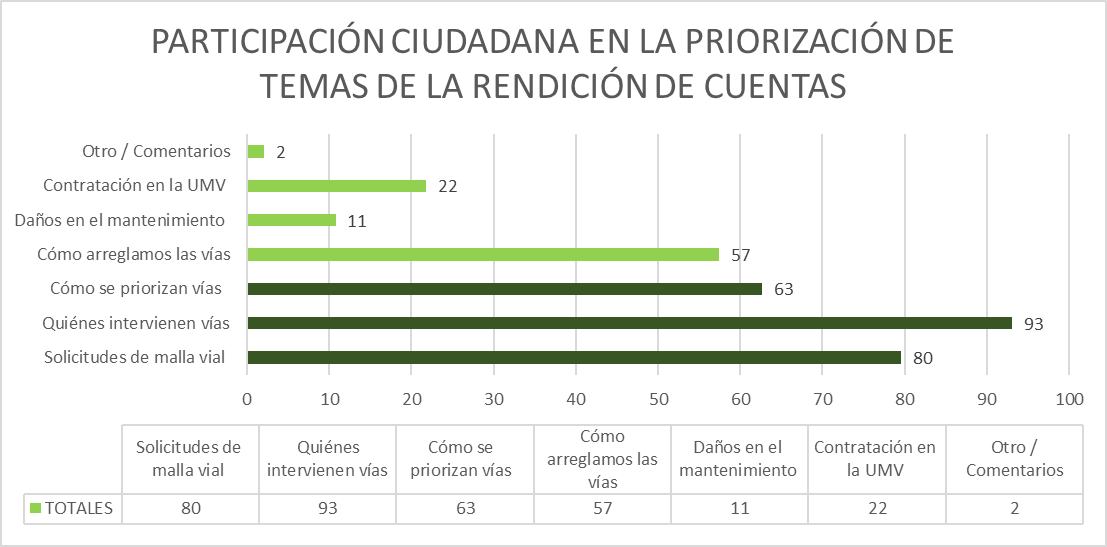 PARTICIPACIÓN CIUDADANA EN LA PRIORIZACIÓN DE
TEMAS DE LA RENDICIÓN DE CUENTAS
Otro / Comentarios 2
Contratación en la UMV 22
Daños en el mantenimiento 11
Cómo arreglamos las vías 57
Cómo se priorizan vías 63
Quiénes intervienen vías 93
Solicitudes de malla vial 80
0 10 20 30 40 50 60 70 80 90 100
Solicitudes de
malla vial
Quiénes
intervienen vías
Cómo se
priorizan vías
Cómo
arreglamos las
vías
Daños en el
mantenimiento
Contratación en
la UMV
Otro /
Comentarios
TOTALES 80 93 63 57 11 22 2